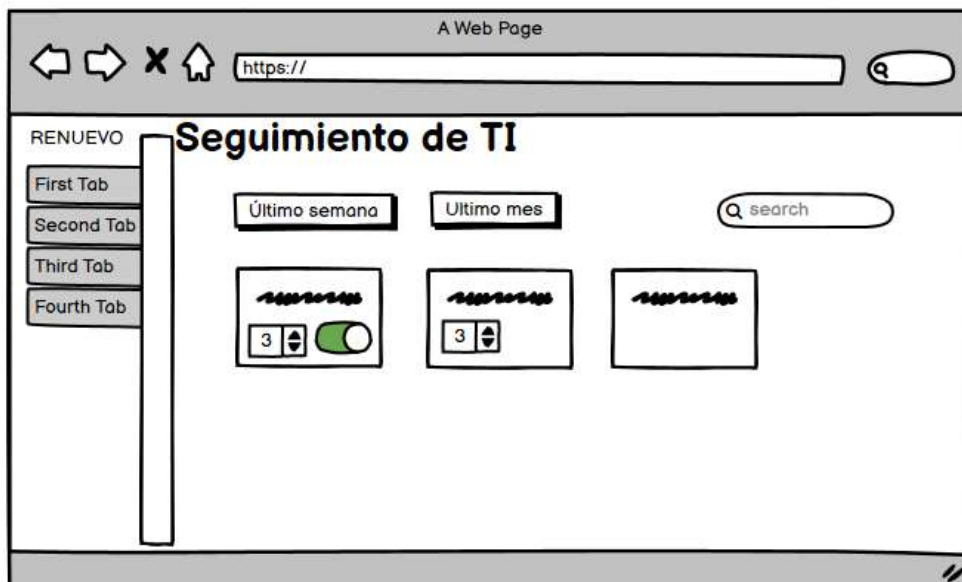 A Web Page
https://
RENUEVO
Seguimiento de TI
First Tab
Second Tab
Third Tab
Fourth Tab
Último semana
Ultimo mes
search
3
3